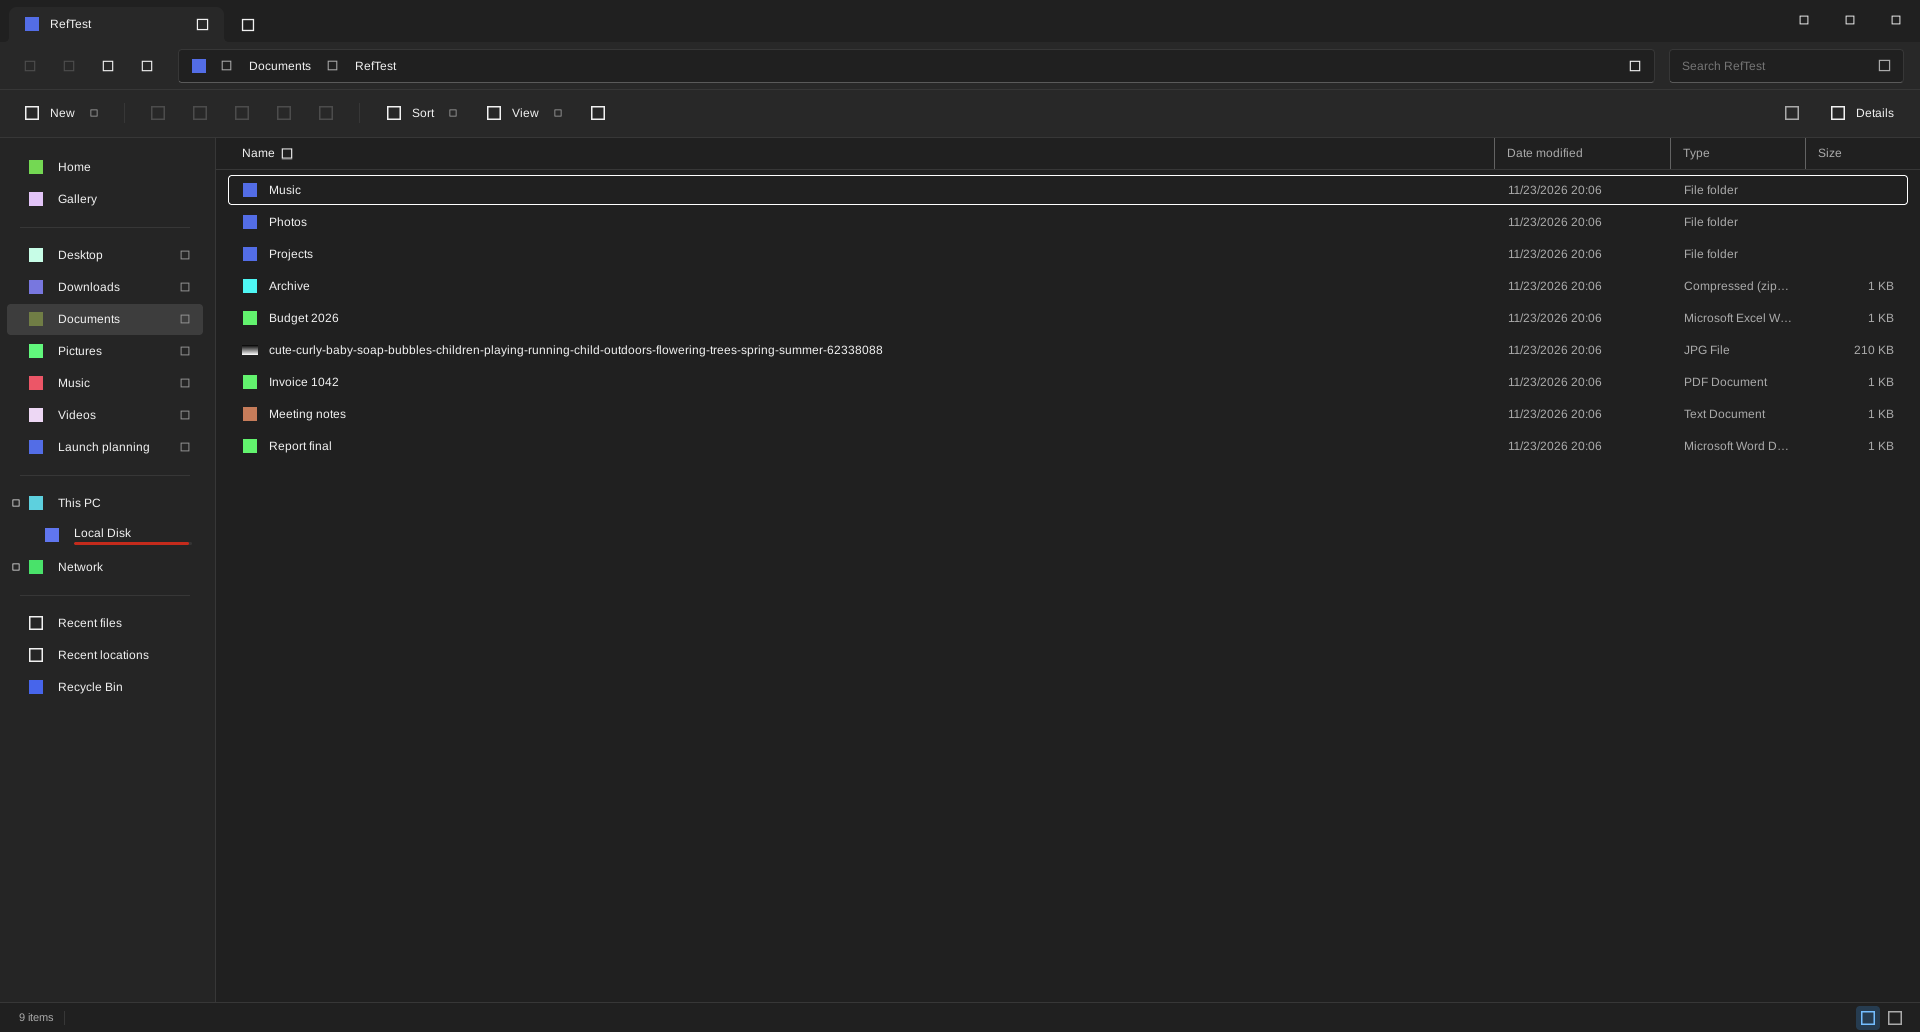 RefTest
Documents RefTest
Search RefTest
New Sort View Details
Home
Gallery
Desktop
Downloads
Documents
Pictures
Music
Videos
Launch planning
This PC
Local Disk
Network
Recent files
Recent locations
Recycle Bin
Name Date modified Type Size
Music 11/23/2026 20:06 File folder
Photos 11/23/2026 20:06 File folder
Projects 11/23/2026 20:06 File folder
Archive 11/23/2026 20:06 Compressed (zip… 1 KB
Budget 2026 11/23/2026 20:06 Microsoft Excel W… 1 KB
cute-curly-baby-soap-bubbles-children-playing-running-child-outdoors-flowering-trees-spring-summer-62338088 11/23/2026 20:06 JPG File 210 KB
Invoice 1042 11/23/2026 20:06 PDF Document 1 KB
Meeting notes 11/23/2026 20:06 Text Document 1 KB
Report final 11/23/2026 20:06 Microsoft Word D… 1 KB
9 items